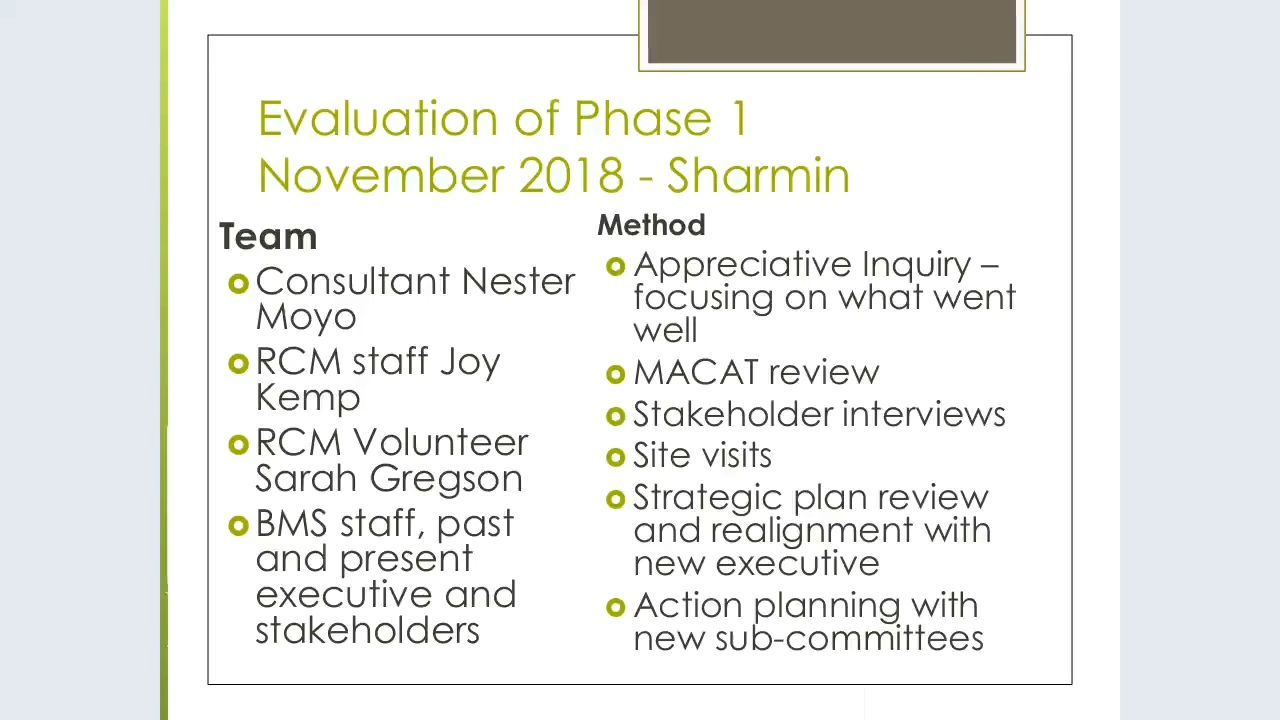 Evaluation of Phase 1
November 2018 - Sharmin
Team
Consultant Nester
Moyo
RCM staff Joy
Kemp
RCM Volunteer
Sarah Gregson
BMS staff, past
and present
executive and
stakeholders
Method
Appreciative Inquiry –
focusing on what went
well
MACAT review
Stakeholder interviews
Site visits
Strategic plan review
and realignment with
new executive
Action planning with
new sub-committees